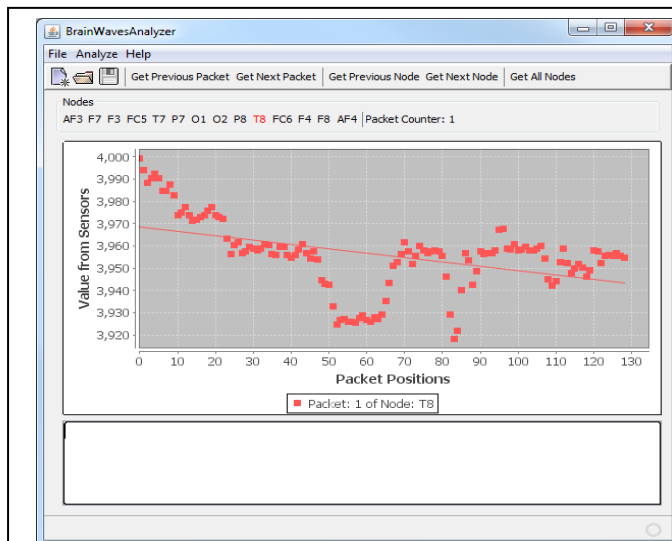 BrainWavesAnalyzer
File Analyze Help
Get Previous Packet Get Next Packet Get Previous Node Get Next Node Get All Nodes
Nodes
AF3 F7 F3 FC5 T7 P7 O1 O2 P8 T8 FC6 F4 F8 AF4 |Packet Counter: 1
4,000
3,990
3,980
3,970
3,960
3,950
3,940
3,930
3,920
Value from Sensors
0 10 20 30 40 50 60 70 80 90 100 110 120 130
Packet Positions
Packet: 1 of Node: T8